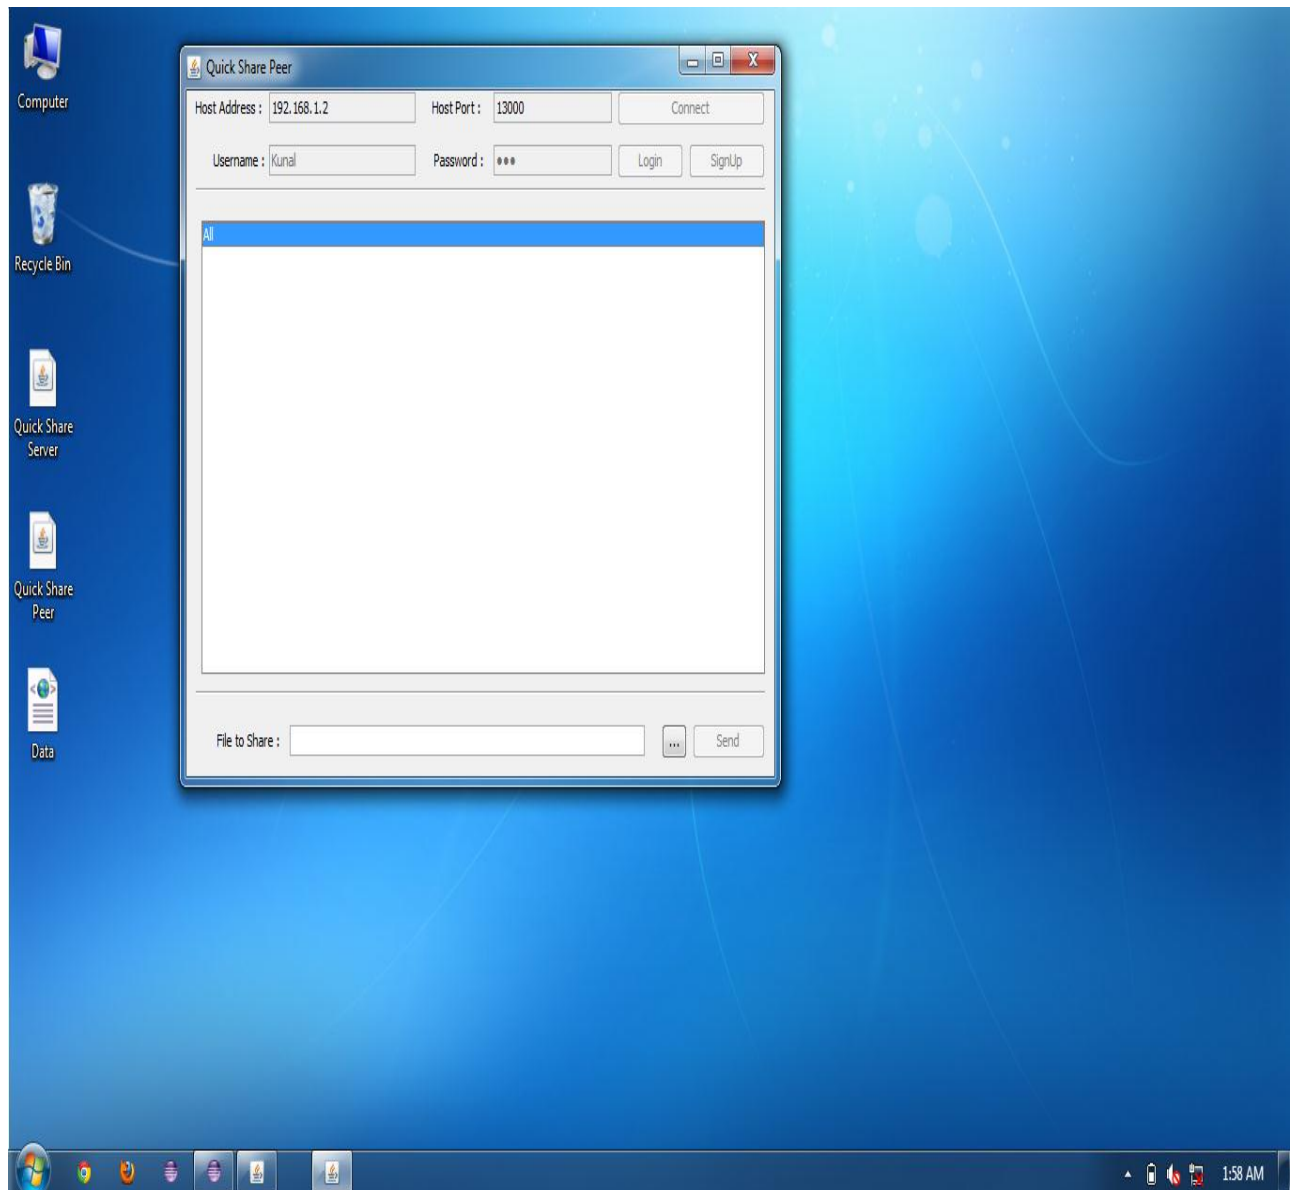 Computer
Recycle Bin
Quick Share
Server
Quick Share
Peer
Data
Quick Share Peer
Host Address : 192.168.1.2 Host Port : 13000 Connect
Username : Kunal Password : ●●● Login SignUp
All
File to Share : ... Send
1:58 AM